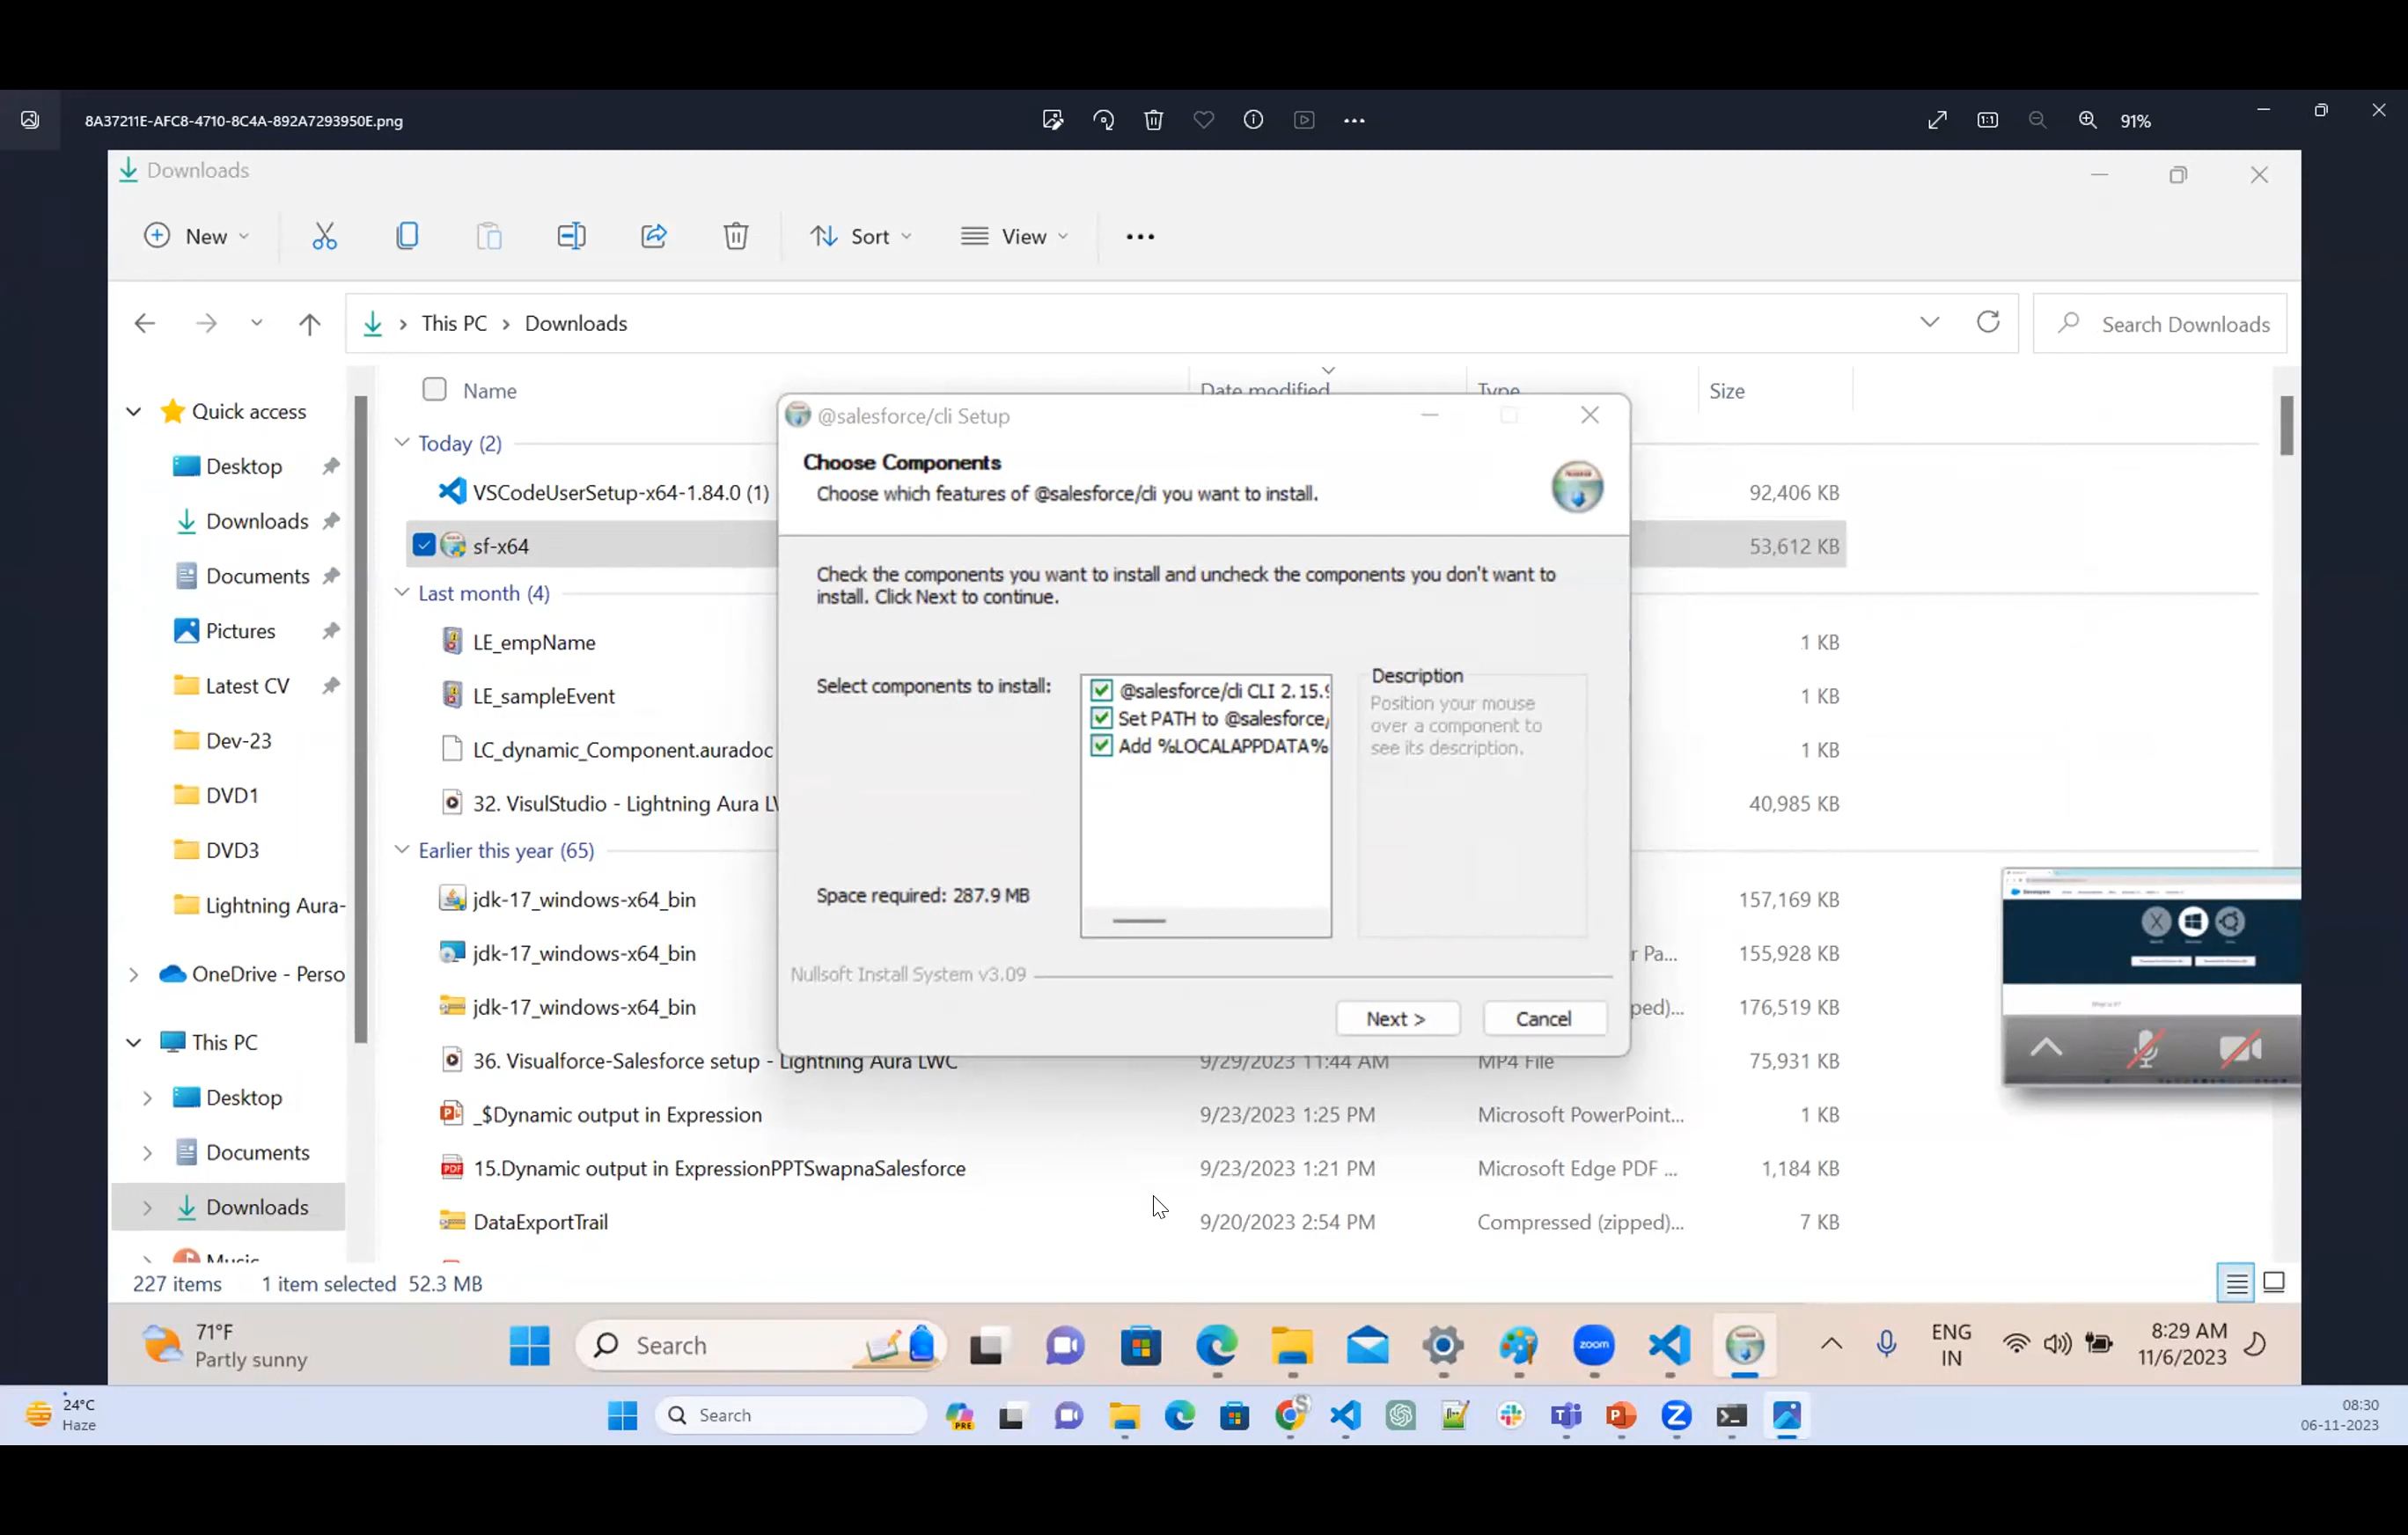 8A37211E-AFC8-4710-8C4A-892A7293950E.png
91%
Downloads
New
Sort
View
This PC
Downloads
Search Downloads
Name
Date modified
Type
Size
Quick access
Desktop
Downloads
Documents
Pictures
Latest CV
Dev-23
DVD1
DVD3
Lightning Aura-
OneDrive - Perso
This PC
Desktop
Documents
Downloads
Music
Today (2)
VSCodeUserSetup-x64-1.84.0 (1)
92,406 KB
sf-x64
53,612 KB
Last month (4)
LE_empName
1 KB
LE_sampleEvent
1 KB
LC_dynamic_Component.auradoc
1 KB
32. VisulStudio - Lightning Aura LV
40,985 KB
Earlier this year (65)
jdk-17_windows-x64_bin
157,169 KB
jdk-17_windows-x64_bin
r Pa...
155,928 KB
jdk-17_windows-x64_bin
ped)...
176,519 KB
36. Visualforce-Salesforce setup - Lightning Aura LWC
9/29/2023 11:44 AM
MP4 File
75,931 KB
_$Dynamic output in Expression
9/23/2023 1:25 PM
Microsoft PowerPoint...
1 KB
15.Dynamic output in ExpressionPPTSwapnaSalesforce
9/23/2023 1:21 PM
Microsoft Edge PDF ...
1,184 KB
DataExportTrail
9/20/2023 2:54 PM
Compressed (zipped)...
7 KB
@salesforce/cli Setup
Choose Components
Choose which features of @salesforce/cli you want to install.
Check the components you want to install and uncheck the components you don't want to
install. Click Next to continue.
Select components to install:
@salesforce/cli CLI 2.15.9
Set PATH to @salesforce/
Add %LOCALAPPDATA%
Description
Position your mouse
over a component to
see its description.
Space required: 287.9 MB
Nullsoft Install System v3.09
Next >
Cancel
227 items
1 item selected
52.3 MB
71°F
Partly sunny
Search
zoom
ENG
IN
8:29 AM
11/6/2023
24°C
Haze
Search
PRE
08:30
06-11-2023